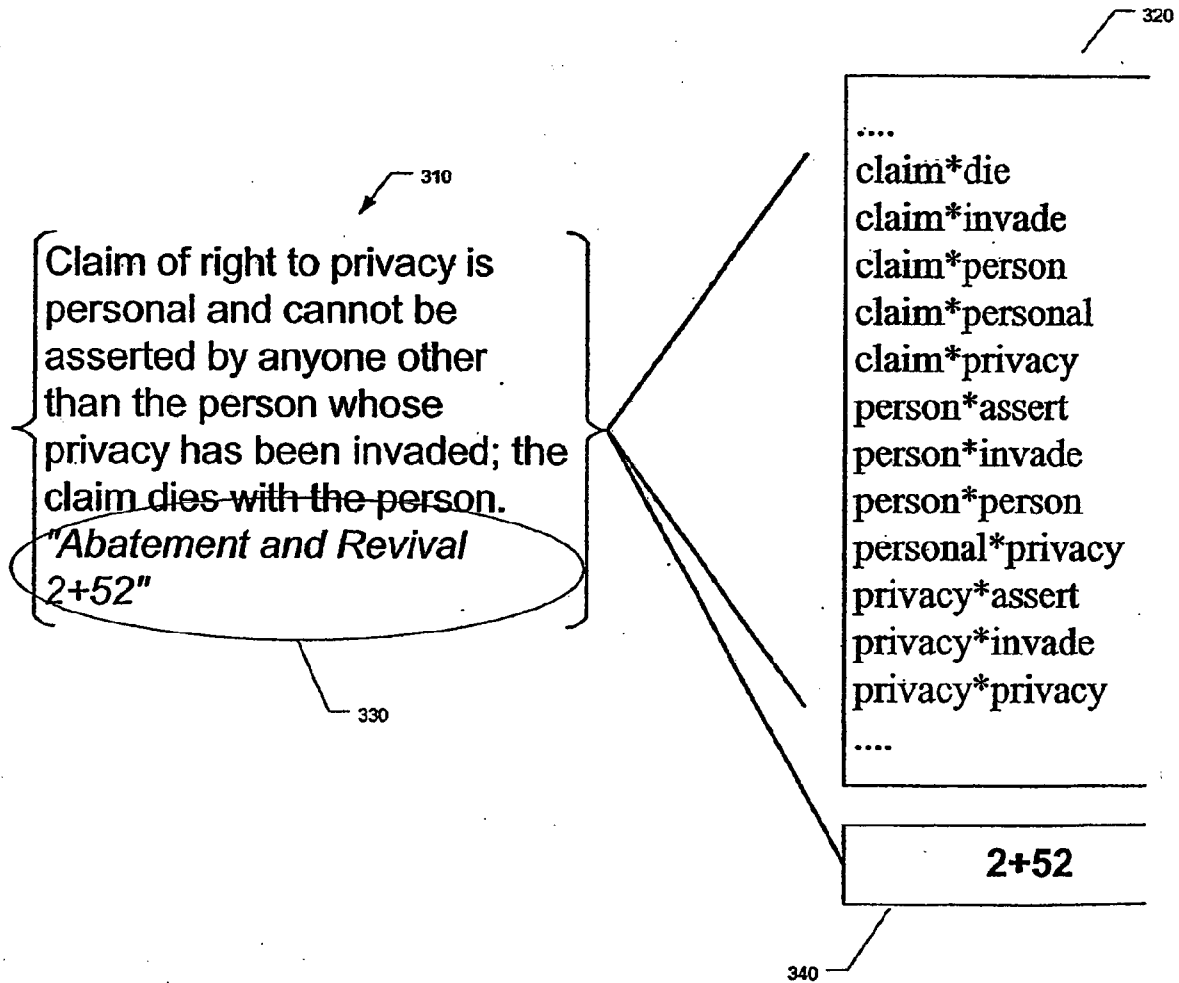 320
310
Claim of right to privacy is
personal and cannot be
asserted by anyone other
than the person whose
privacy has been invaded; the
claim dies with the person.
"Abatement and Revival
2+52"
330
....
claim*die
claim*invade
claim*person
claim*personal
claim*privacy
person*assert
person*invade
person*person
personal*privacy
privacy*assert
privacy*invade
privacy*privacy
....
2+52
340